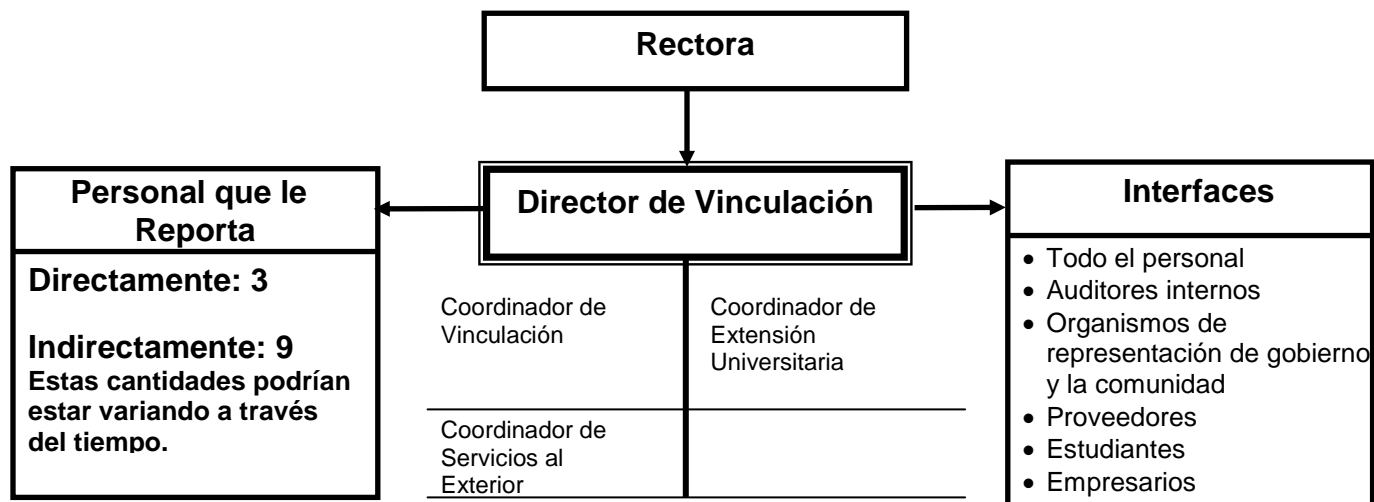 Rectora
Personal que le
Reporta
Directamente: 3
Indirectamente: 9
Estas cantidades podrían
estar variando a través
del tiempo.
Director de Vinculación
Coordinador de
Vinculación
Coordinador de
Extensión
Universitaria
Coordinador de
Servicios al
Exterior
Interfaces
• Todo el personal
• Auditores internos
• Organismos de
representación de gobierno
y la comunidad
• Proveedores
• Estudiantes
• Empresarios